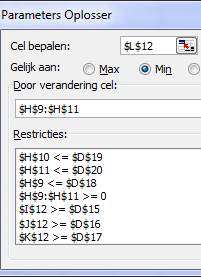 Parameters Oplosser
Cel bepalen: $L$12
Gelijk aan: Max Min
Door verandering cel:
$H$9:$H$11
Restricties:
$H$10 <= $D$19
$H$11 <= $D$20
$H$9 <= $D$18
$H$9:$H$11 >= 0
$I$12 >= $D$15
$J$12 >= $D$16
$K$12 >= $D$17